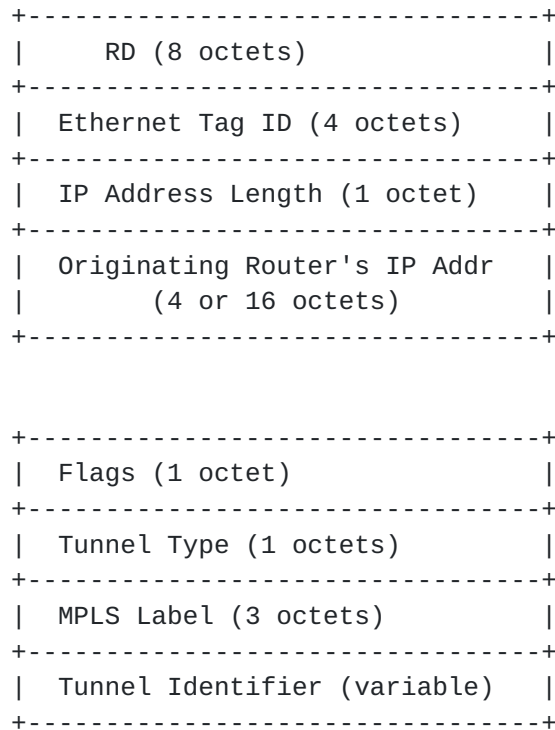 +---------------------------------+
|      RD (8 octets)              |
+---------------------------------+
|  Ethernet Tag ID (4 octets)     |
+---------------------------------+
|  IP Address Length (1 octet)    |
+---------------------------------+
|  Originating Router's IP Addr   |
|         (4 or 16 octets)        |
+---------------------------------+
+---------------------------------+
|  Flags (1 octet)                |
+---------------------------------+
|  Tunnel Type (1 octets)         |
+---------------------------------+
|  MPLS Label (3 octets)          |
+---------------------------------+
|  Tunnel Identifier (variable)   |
+---------------------------------+